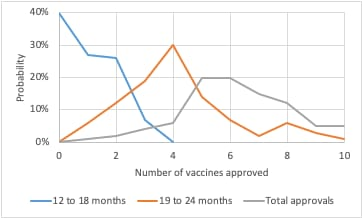 40%
30%
20%
10%
0%
Probability
0 2 4 6 8 10
Number of vaccines approved
12 to 18 months 19 to 24 months Total approvals